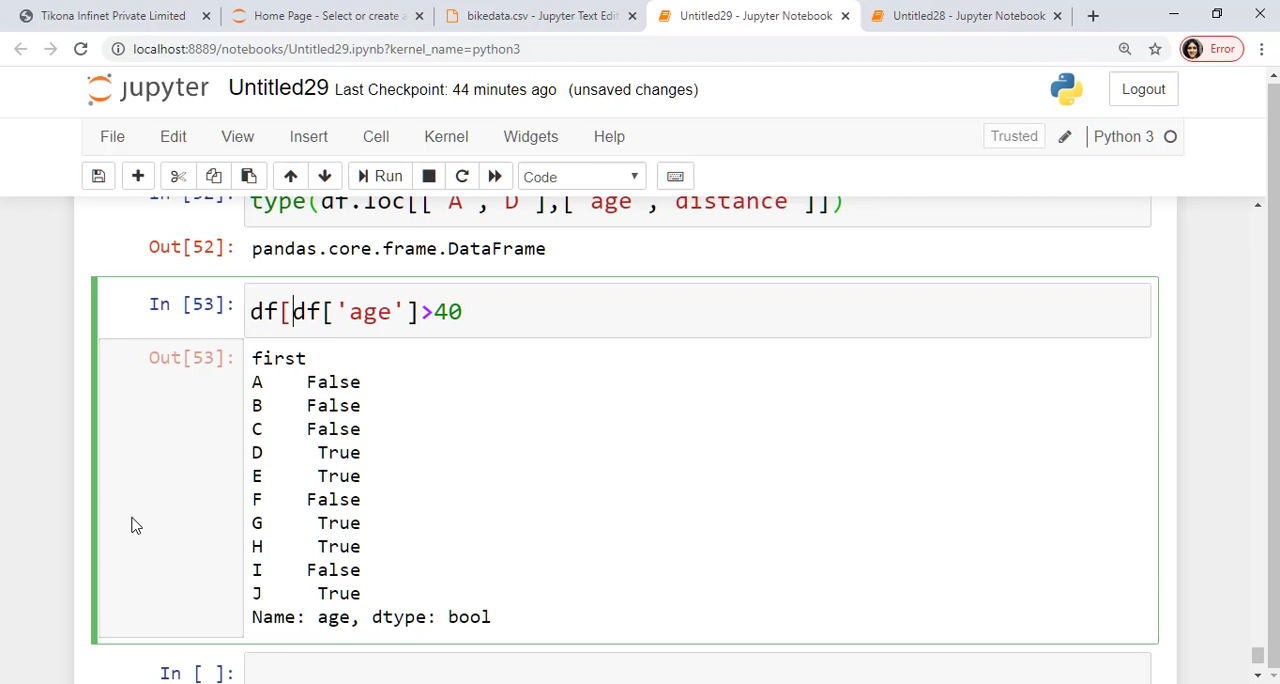 Tikona Infinet Private Limited
Home Page - Select or create a
bikedata.csv - Jupyter Text Edit
Untitled29 - Jupyter Notebook
Untitled28 - Jupyter Notebook
localhost:8889/notebooks/Untitled29.ipynb?kernel_name=python3
Error
jupyter Untitled29 Last Checkpoint: 44 minutes ago (unsaved changes)
Logout
File Edit View Insert Cell Kernel Widgets Help
Trusted
Python 3
Run
Code
In [52]: type(df.loc[['A','D'],['age','distance']])
Out[52]: pandas.core.frame.DataFrame
In [53]: df[df['age']>40
Out[53]: first
A False
B False
C False
D True
E True
F False
G True
H True
I False
J True
Name: age, dtype: bool
In [ ]: